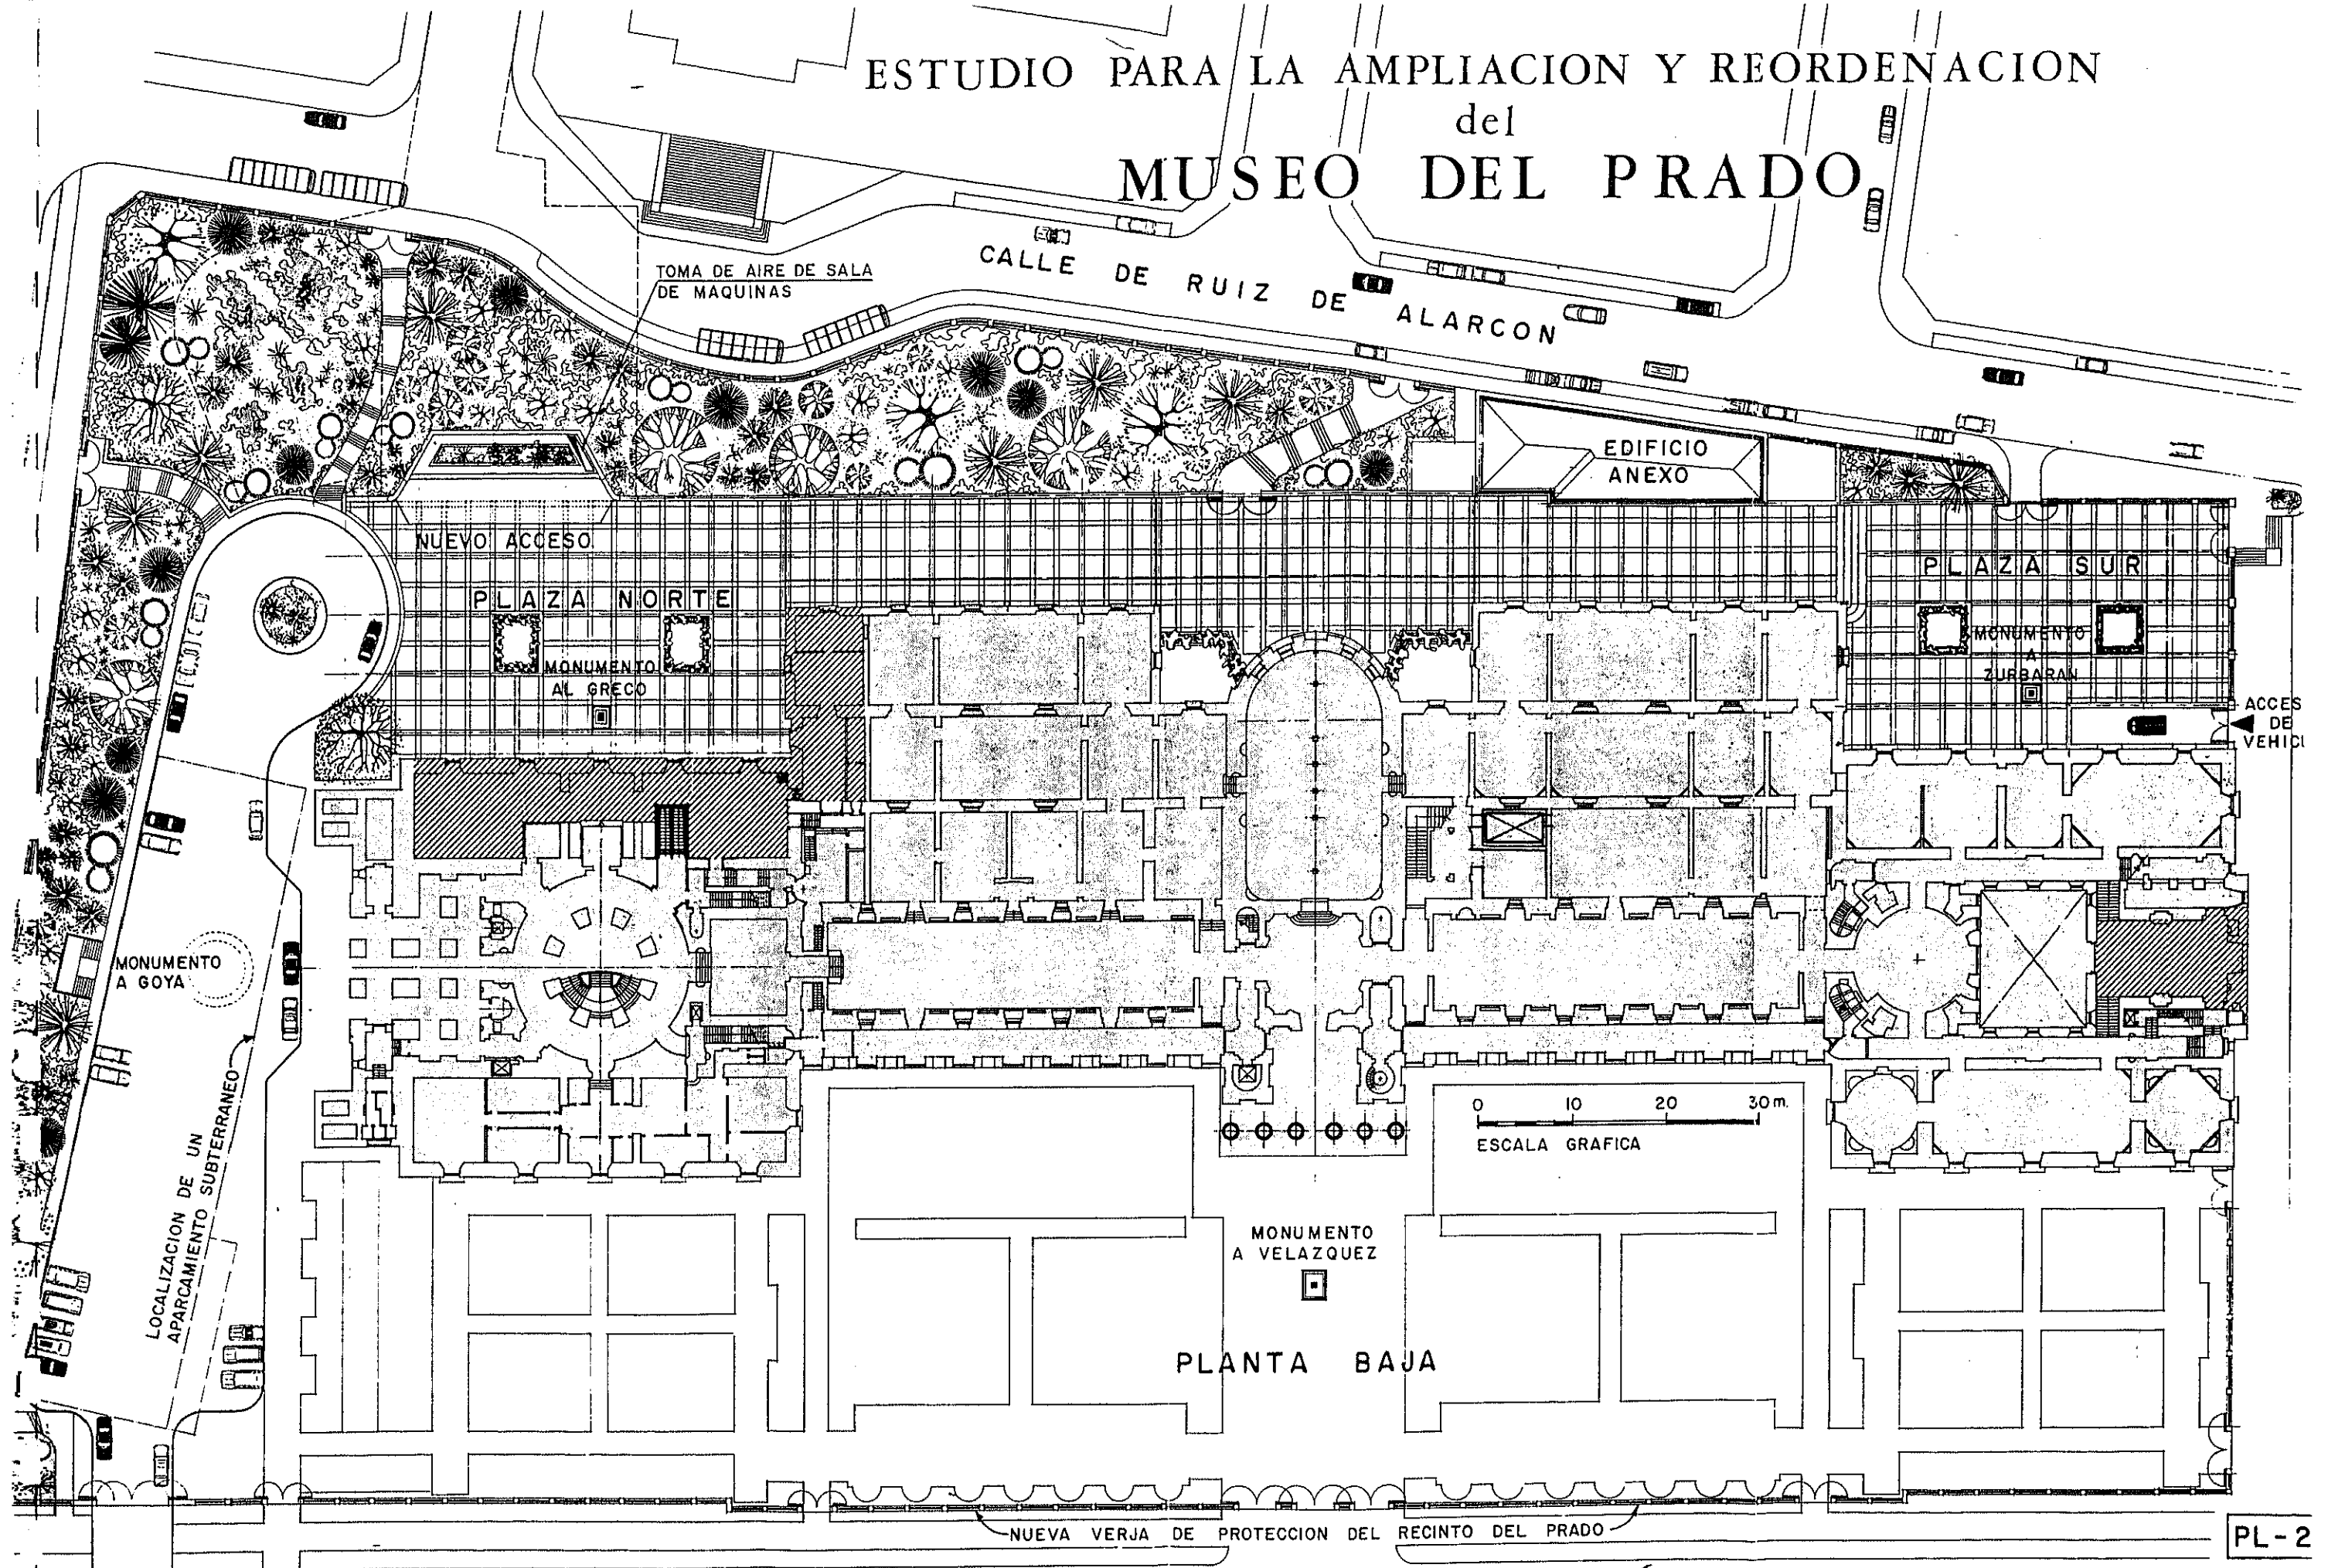 ESTUDIO PARA LA AMPLIACION Y REORDENACION
del
MUSEO DEL PRADO
CALLE DE RUIZ DE ALARCON
TOMA DE AIRE DE SALA
DE MAQUINAS
EDIFICIO
ANEXO
NUEVO ACCESO
PLAZA NORTE
MONUMENTO
AL GRECO
PLAZA SUR
MONUMENTO
A
ZURBARAN
ACCES
DE
VEHICU
MONUMENTO
A GOYA
LOCALIZACION DE UN
APARCAMIENTO SUBTERRANEO
0 10 20 30 m.
ESCALA GRAFICA
MONUMENTO
A VELAZQUEZ
PLANTA BAJA
NUEVA VERJA DE PROTECCION DEL RECINTO DEL PRADO
PL-2